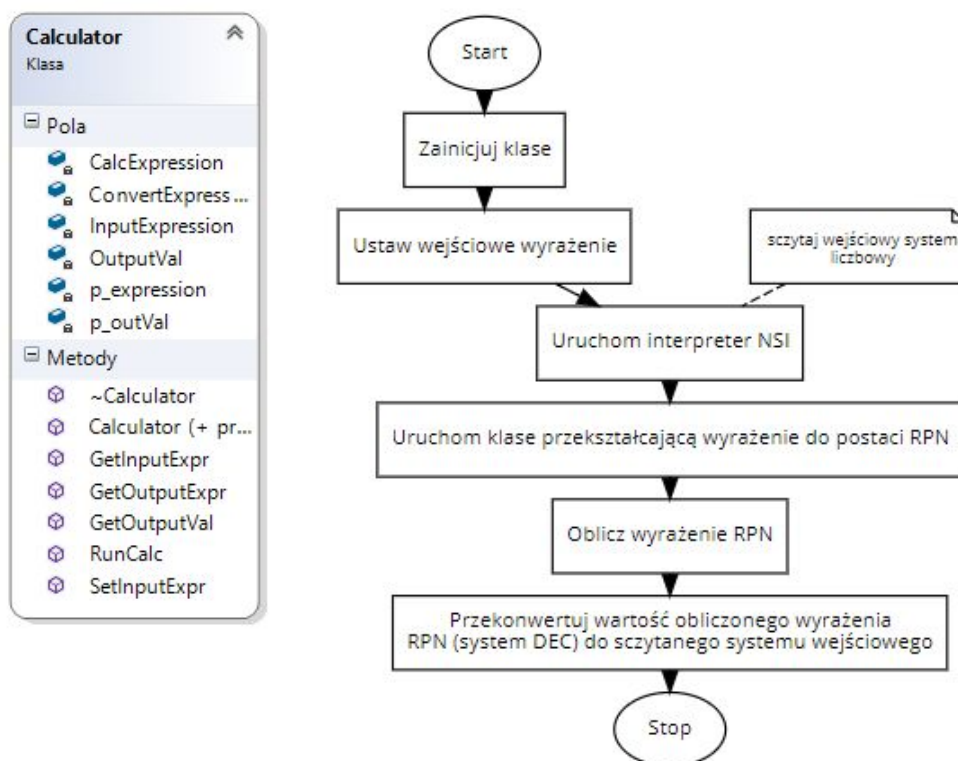 Calculator
Klasa
Pola
CalcExpression
ConvertExpress...
InputExpression
OutputVal
p_expression
p_outVal
Metody
~Calculator
Calculator (+ pr...
GetInputExpr
GetOutputExpr
GetOutputVal
RunCalc
SetInputExpr
Start
Zainicjuj klase
Ustaw wejściowe wyrażenie
sczytaj wejściowy system
liczbowy
Uruchom interpreter NSI
Uruchom klase przekształcającą wyrażenie do postaci RPN
Oblicz wyrażenie RPN
Przekonwertuj wartość obliczonego wyrażenia
RPN (system DEC) do sczytanego systemu wejściowego
Stop